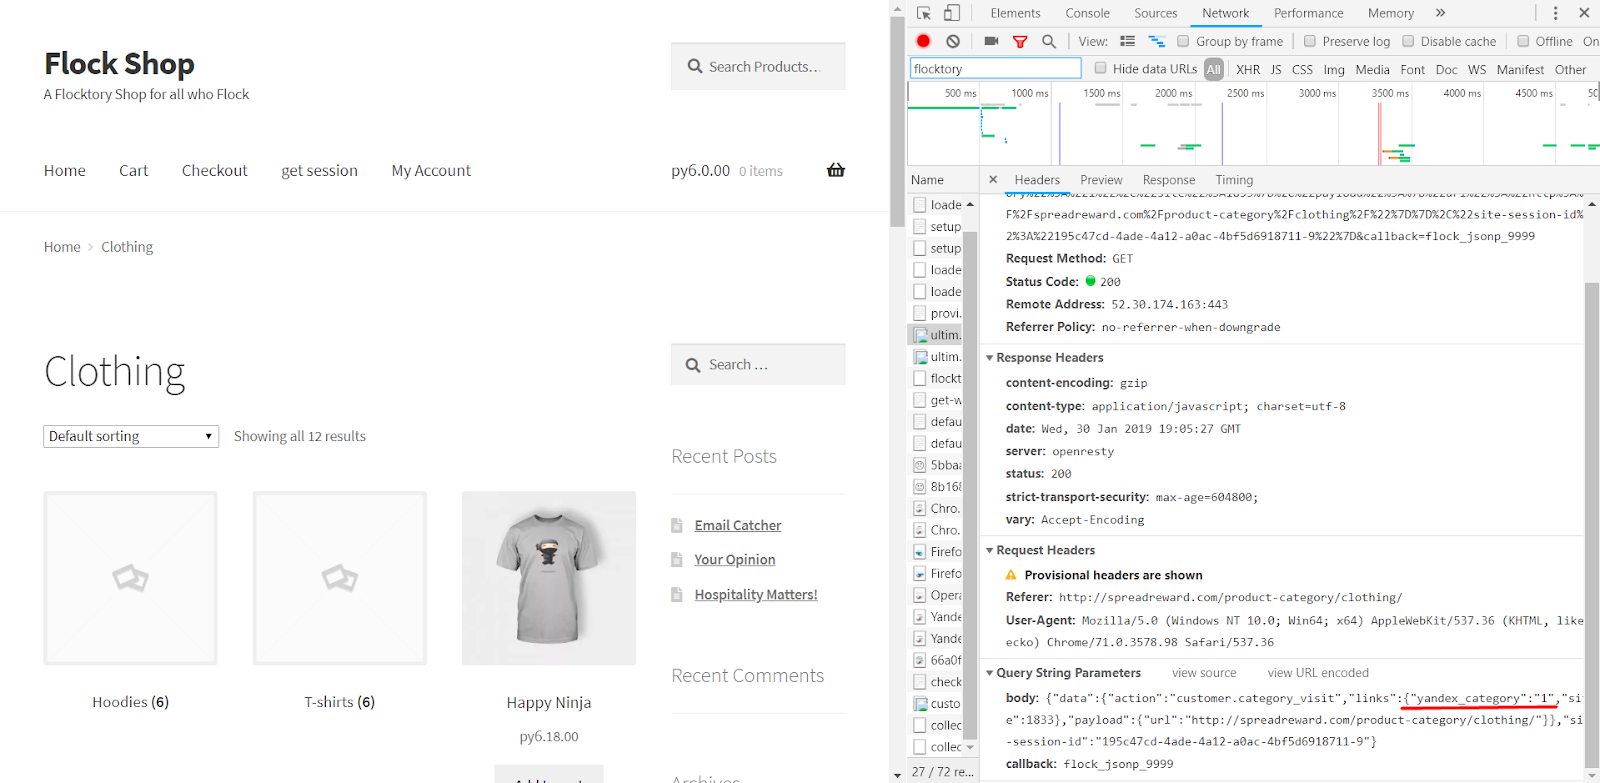 Flock Shop
A Flocktory Shop for all who Flock
Search Products…
Home Cart Checkout get session My Account
руб.0.00 0 items
Home › Clothing
Clothing
Search …
Default sorting
Showing all 12 results
Recent Posts
Email Catcher
Your Opinion
Hospitality Matters!
Hoodies (6)
T-shirts (6)
Happy Ninja
руб.18.00
Recent Comments
Elements Console Sources Network Performance Memory »
View: Group by frame Preserve log Disable cache Offline On
flocktory
Hide data URLs All XHR JS CSS Img Media Font Doc WS Manifest Other
500 ms 1000 ms 1500 ms 2000 ms 2500 ms 3000 ms 3500 ms 4000 ms 4500 ms 50
Name
loade
setup
setup
loade
loade
provi.
ultim.
ultim.
flockt
get-w
defau
defau
5bbaa
8b168
Chro.
Chro.
Firefo
Firefo
Opera
Yande
Yande
66a0f
check
custo
collec
collec
27 / 72 re...
× Headers Preview Response Timing
F%2Fspreadreward.com%2Fproduct-category%2Fclothing%2F%22%7D%7D%2C%22site-session-id%
2%3A%22195c47cd-4ade-4a12-a0ac-4bf5d6918711-9%22%7D&callback=flock_jsonp_9999
Request Method: GET
Status Code: 200
Remote Address: 52.30.174.163:443
Referrer Policy: no-referrer-when-downgrade
Response Headers
content-encoding: gzip
content-type: application/javascript; charset=utf-8
date: Wed, 30 Jan 2019 19:05:27 GMT
server: openresty
status: 200
strict-transport-security: max-age=604800;
vary: Accept-Encoding
Request Headers
Provisional headers are shown
Referer: http://spreadreward.com/product-category/clothing/
User-Agent: Mozilla/5.0 (Windows NT 10.0; Win64; x64) AppleWebKit/537.36 (KHTML, like
ecko) Chrome/71.0.3578.98 Safari/537.36
Query String Parameters view source view URL encoded
body: {"data":{"action":"customer.category_visit","links":{"yandex_category":"1","sit
e":1833},"payload":{"url":"http://spreadreward.com/product-category/clothing/"}},"si
-session-id":"195c47cd-4ade-4a12-a0ac-4bf5d6918711-9"}
callback: flock_jsonp_9999